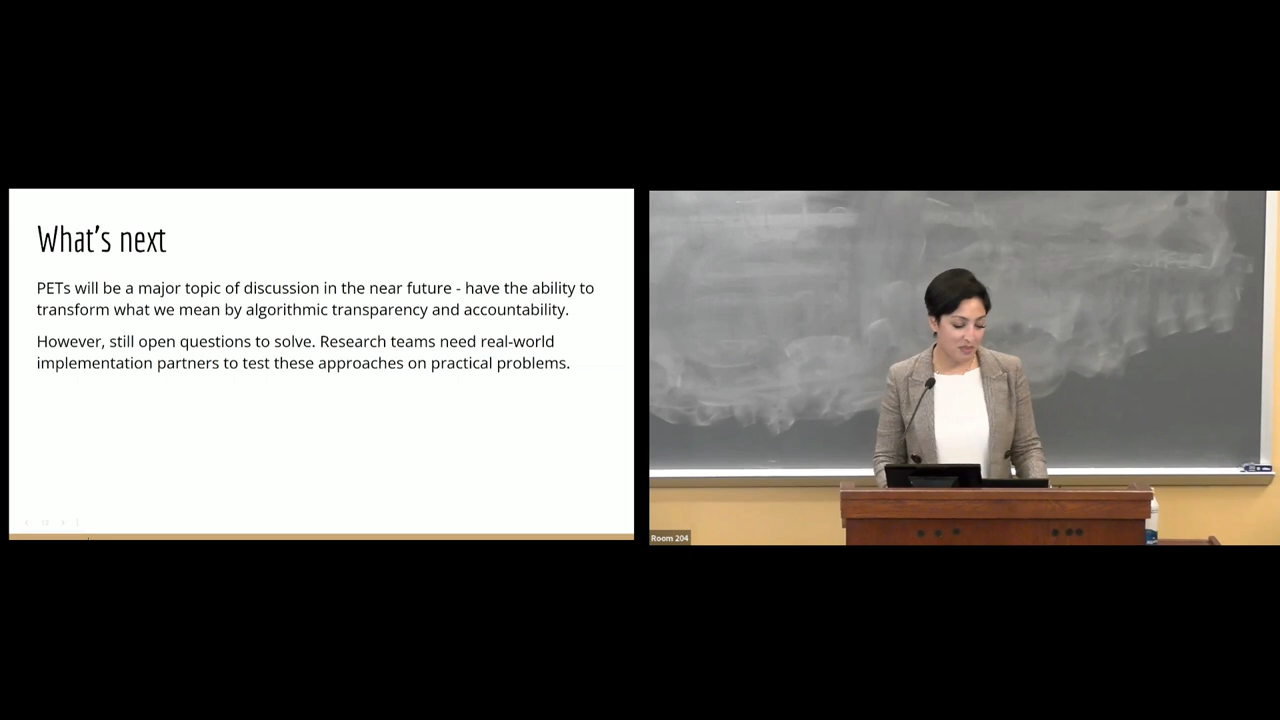 What's next
PETs will be a major topic of discussion in the near future - have the ability to
transform what we mean by algorithmic transparency and accountability.
However, still open questions to solve. Research teams need real-world
implementation partners to test these approaches on practical problems.
Room 204